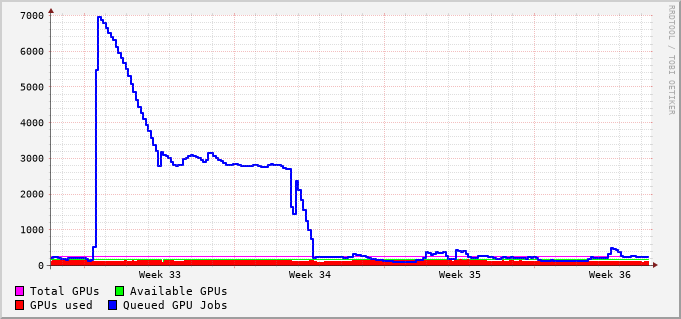 7000
6000
5000
4000
3000
2000
1000
0
Week 33 Week 34 Week 35 Week 36
Total GPUs Available GPUs
GPUs used Queued GPU Jobs
RRDTOOL / TOBI OETIKER